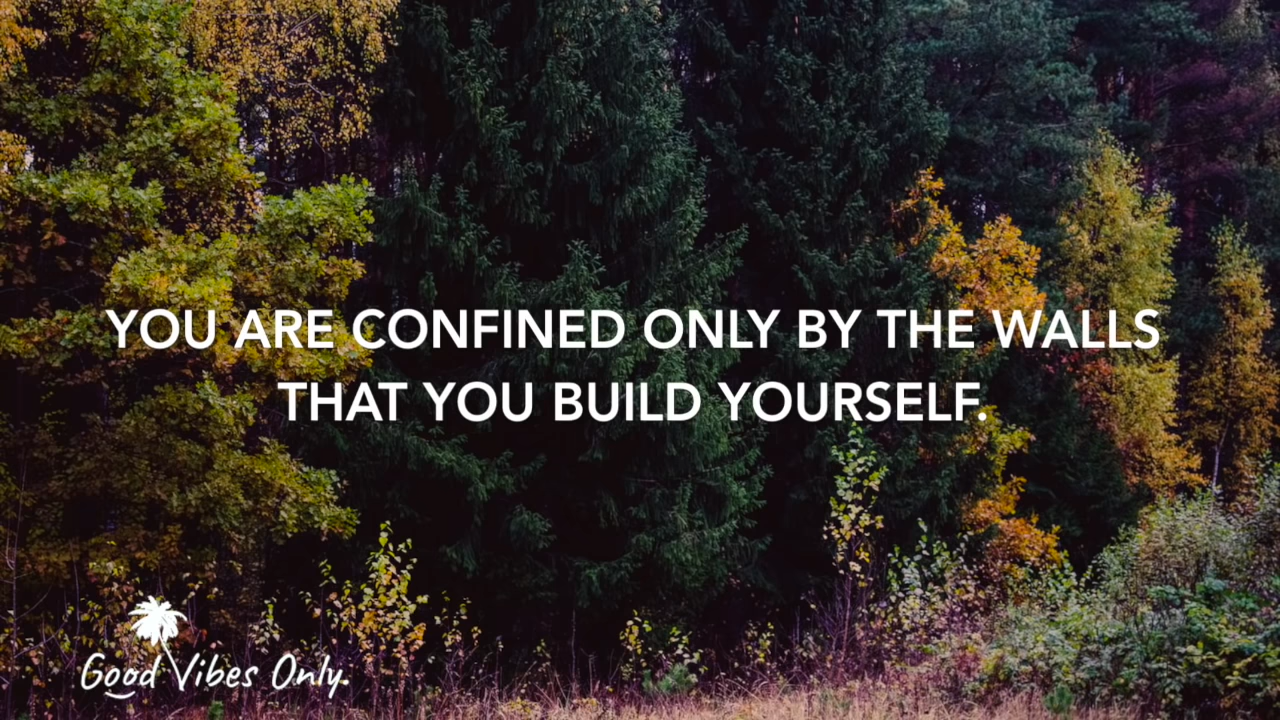 YOU ARE CONFINED ONLY BY THE WALLS
THAT YOU BUILD YOURSELF.
Good Vibes Only.